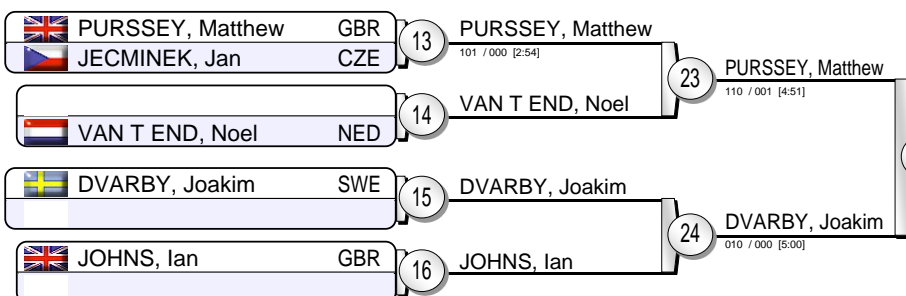 PURSSEY, Matthew GBR
JECMINEK, Jan CZE
13
PURSSEY, Matthew
101 / 000 [2:54]
VAN T END, Noel NED
14
VAN T END, Noel
23
PURSSEY, Matthew
110 / 001 [4:51]
DVARBY, Joakim SWE
15
DVARBY, Joakim
JOHNS, Ian GBR
16
JOHNS, Ian
24
DVARBY, Joakim
010 / 000 [5:00]